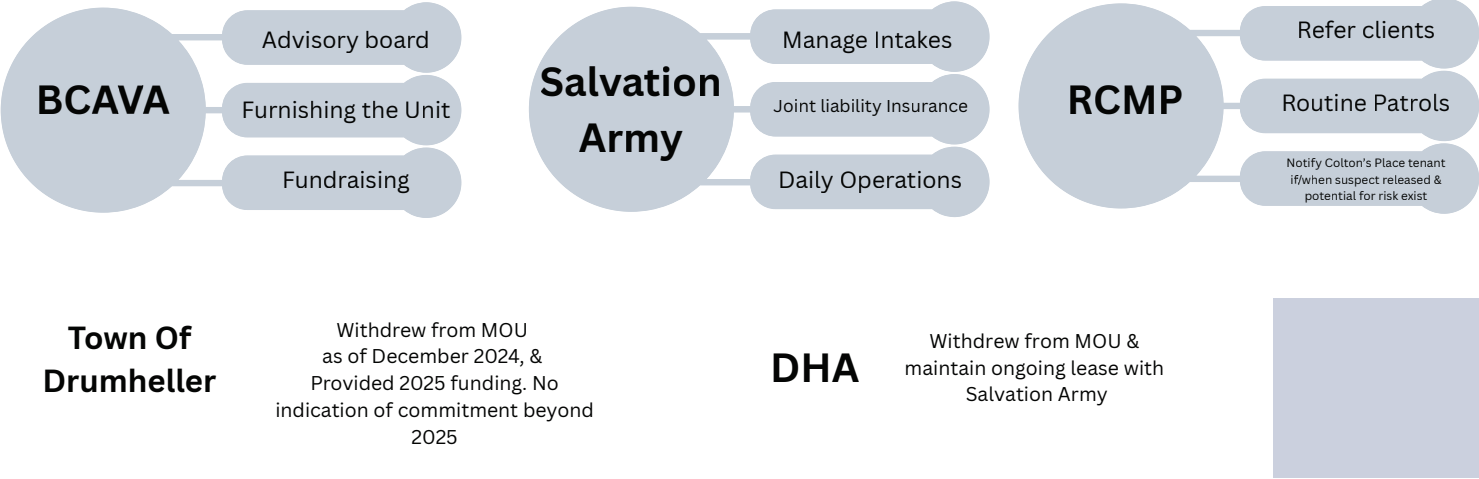 BCAVA
Advisory board
Furnishing the Unit
Fundraising
Salvation
Army
Manage Intakes
Joint liability Insurance
Daily Operations
RCMP
Refer clients
Routine Patrols
Notify Colton's Place tenant
if/when suspect released &
potential for risk exist
Town Of
Drumheller
Withdrew from MOU
as of December 2024, &
Provided 2025 funding. No
indication of commitment beyond
2025
DHA
Withdrew from MOU &
maintain ongoing lease with
Salvation Army